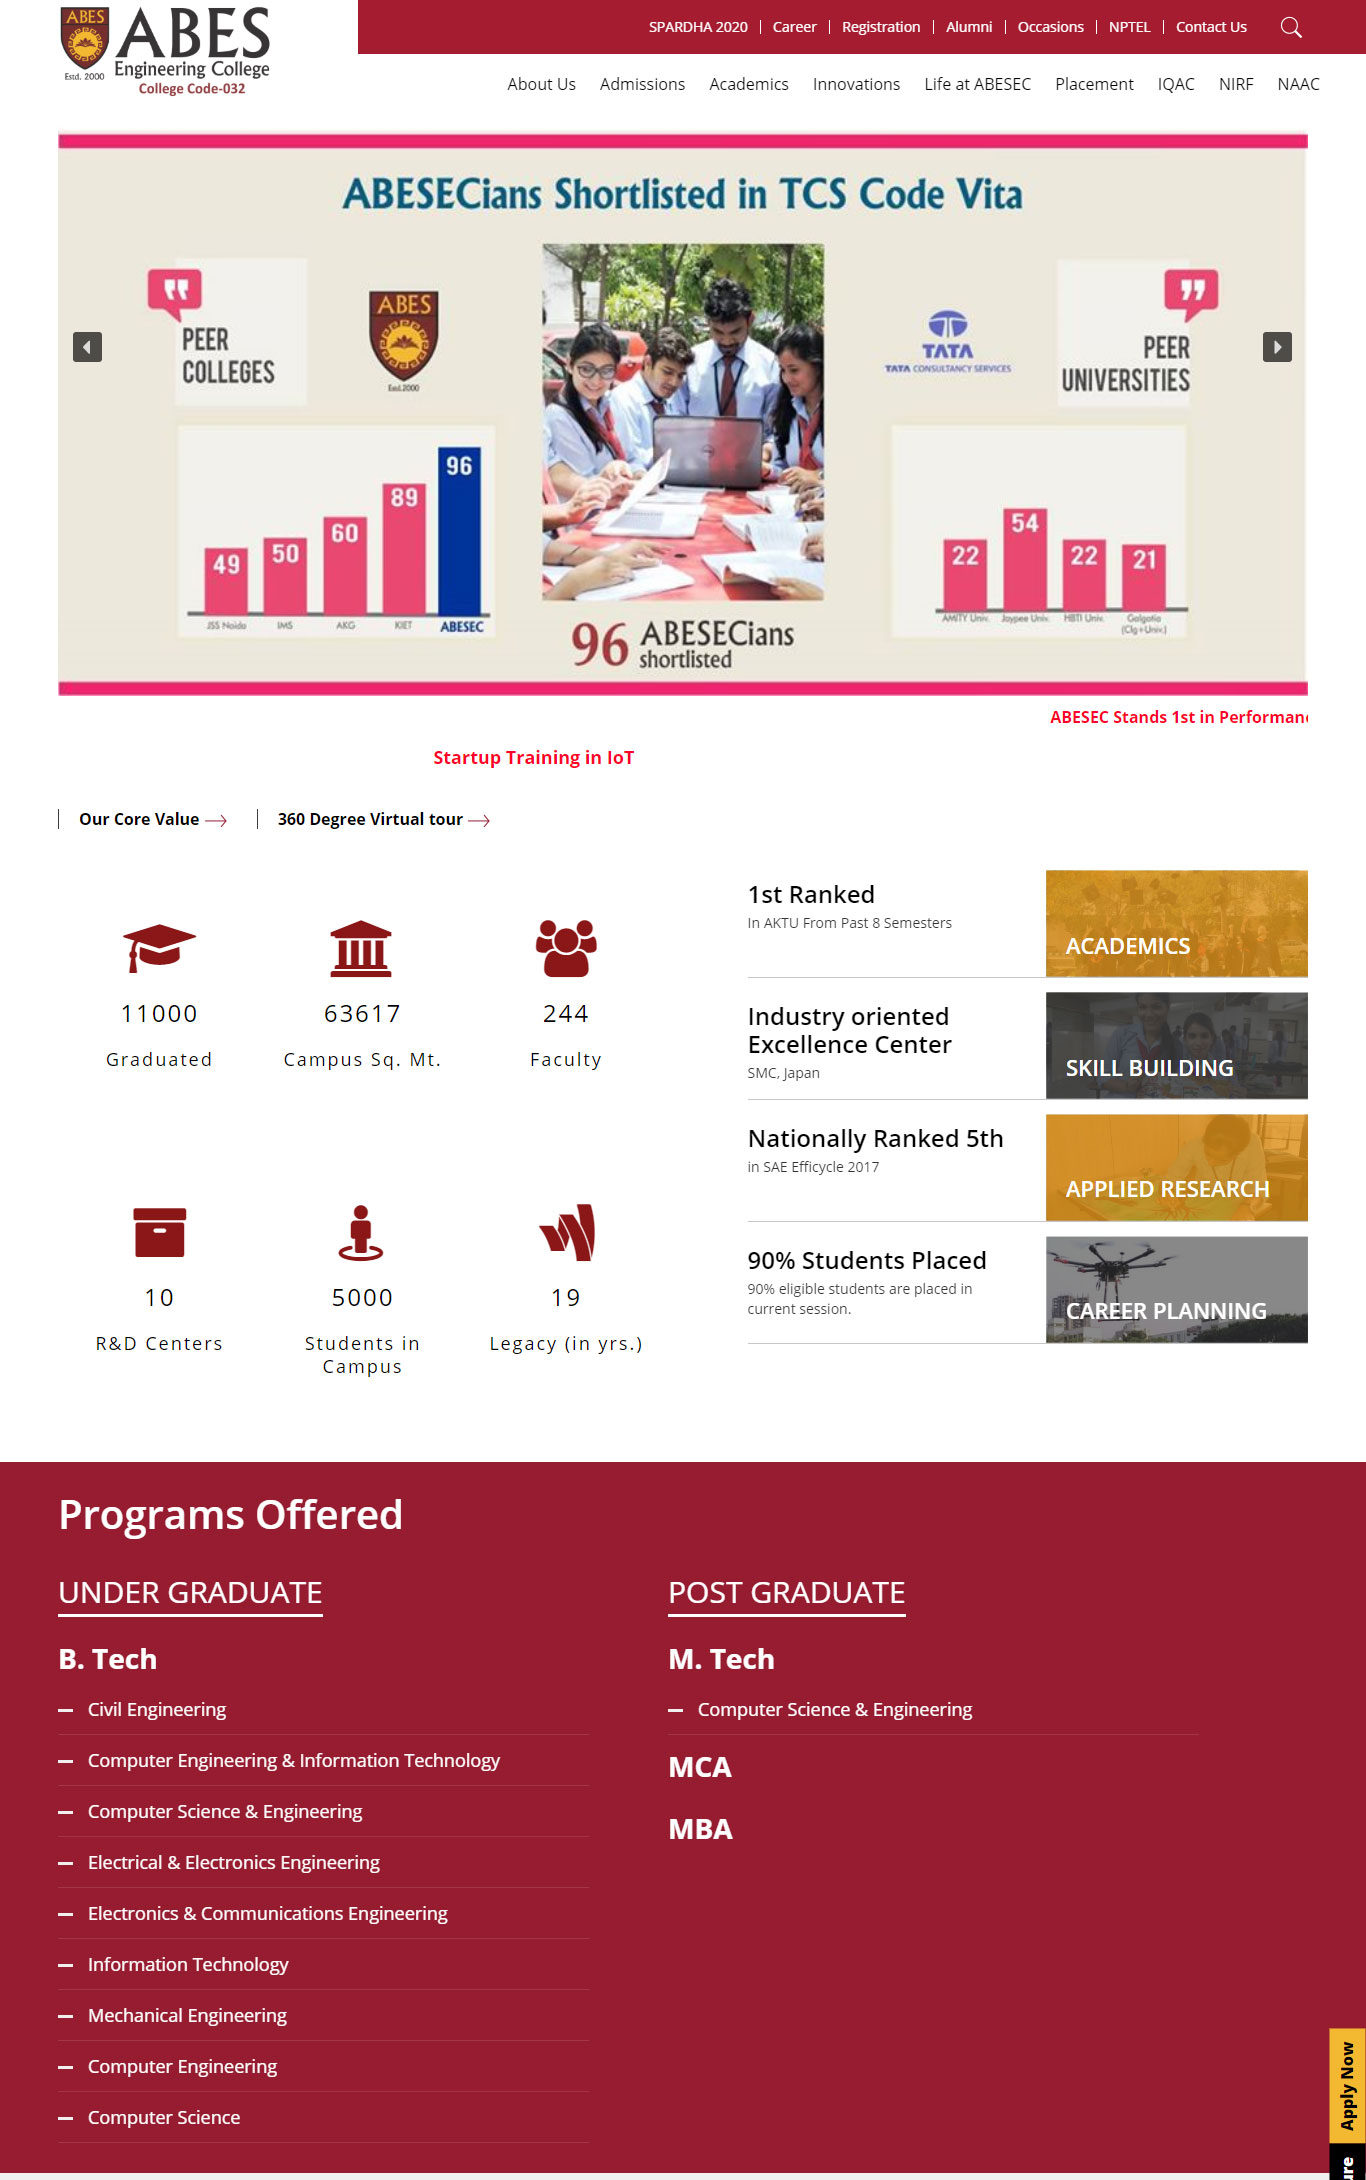 ABES
Estd. 2000
ABES
Engineering College
College Code-032
SPARDHA 2020
Career
Registration
Alumni
Occasions
NPTEL
Contact Us
About Us
Admissions
Academics
Innovations
Life at ABESEC
Placement
IQAC
NIRF
NAAC
ABESECians Shortlisted in TCS Code Vita
PEER
COLLEGES
ABES
Esd.2000
TATA
TATA CONSULTANCY SERVICES
PEER
UNIVERSITIES
49
50
60
89
96
JSS Noida
IMS
AKG
KIET
ABESEC
22
54
22
21
AMITY Univ.
Jaypee Univ.
HBTI Univ.
Galgotia
(Clg+Univ.)
96 ABESECians
shortlisted
ABESEC Stands 1st in Performan
Startup Training in IoT
Our Core Value
360 Degree Virtual tour
11000
Graduated
63617
Campus Sq. Mt.
244
Faculty
10
R&D Centers
5000
Students in
Campus
19
Legacy (in yrs.)
1st Ranked
In AKTU From Past 8 Semesters
ACADEMICS
Industry oriented
Excellence Center
SMC, Japan
SKILL BUILDING
Nationally Ranked 5th
in SAE Efficycle 2017
APPLIED RESEARCH
90% Students Placed
90% eligible students are placed in
current session.
CAREER PLANNING
Programs Offered
UNDER GRADUATE
B. Tech
Civil Engineering
Computer Engineering & Information Technology
Computer Science & Engineering
Electrical & Electronics Engineering
Electronics & Communications Engineering
Information Technology
Mechanical Engineering
Computer Engineering
Computer Science
POST GRADUATE
M. Tech
Computer Science & Engineering
MCA
MBA
Apply Now